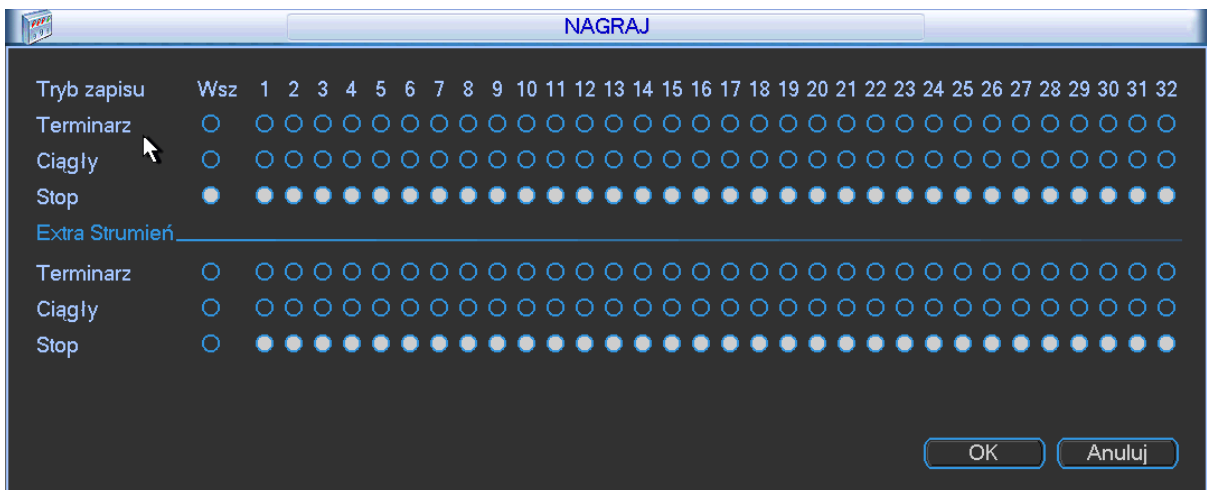 NAGRAJ
Tryb zapisu Wsz 1 2 3 4 5 6 7 8 9 10 11 12 13 14 15 16 17 18 19 20 21 22 23 24 25 26 27 28 29 30 31 32
Terminarz
Ciągły
Stop
Extra Strumień
Terminarz
Ciągły
Stop
OK Anuluj